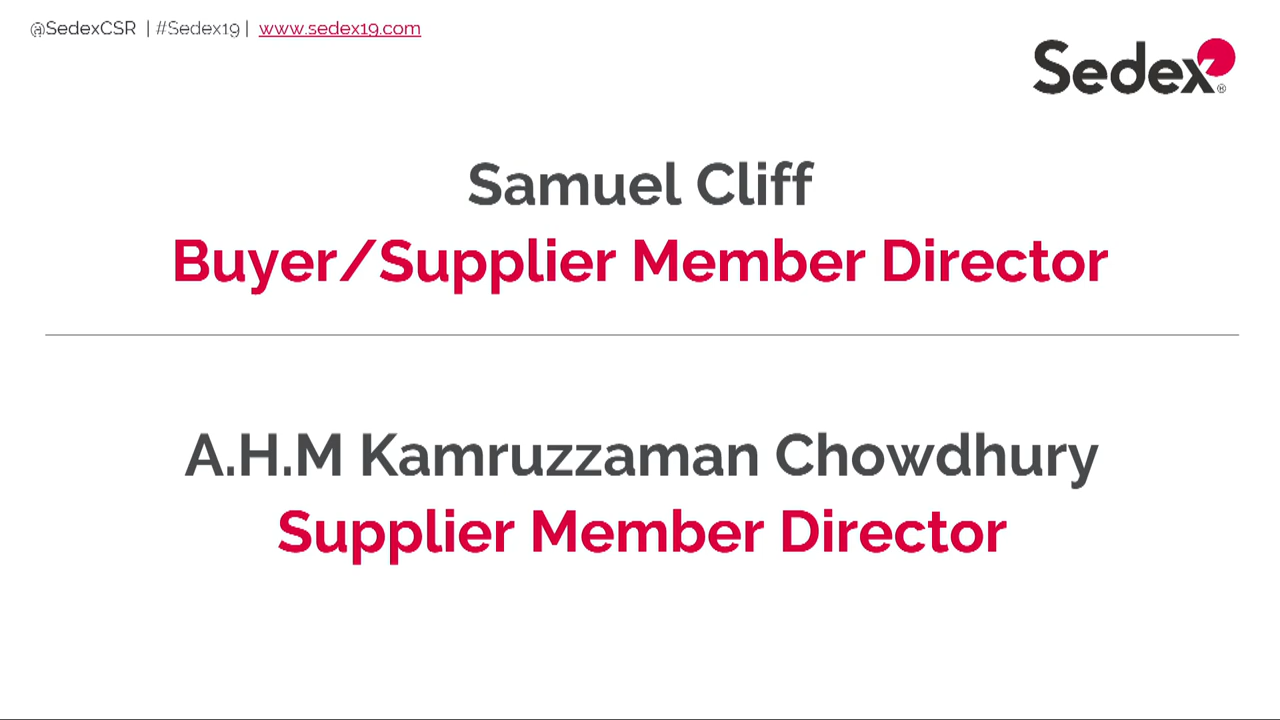 @SedexCSR | #Sedex19 | www.sedex19.com
Sedex®
Samuel Cliff
Buyer/Supplier Member Director
A.H.M Kamruzzaman Chowdhury
Supplier Member Director